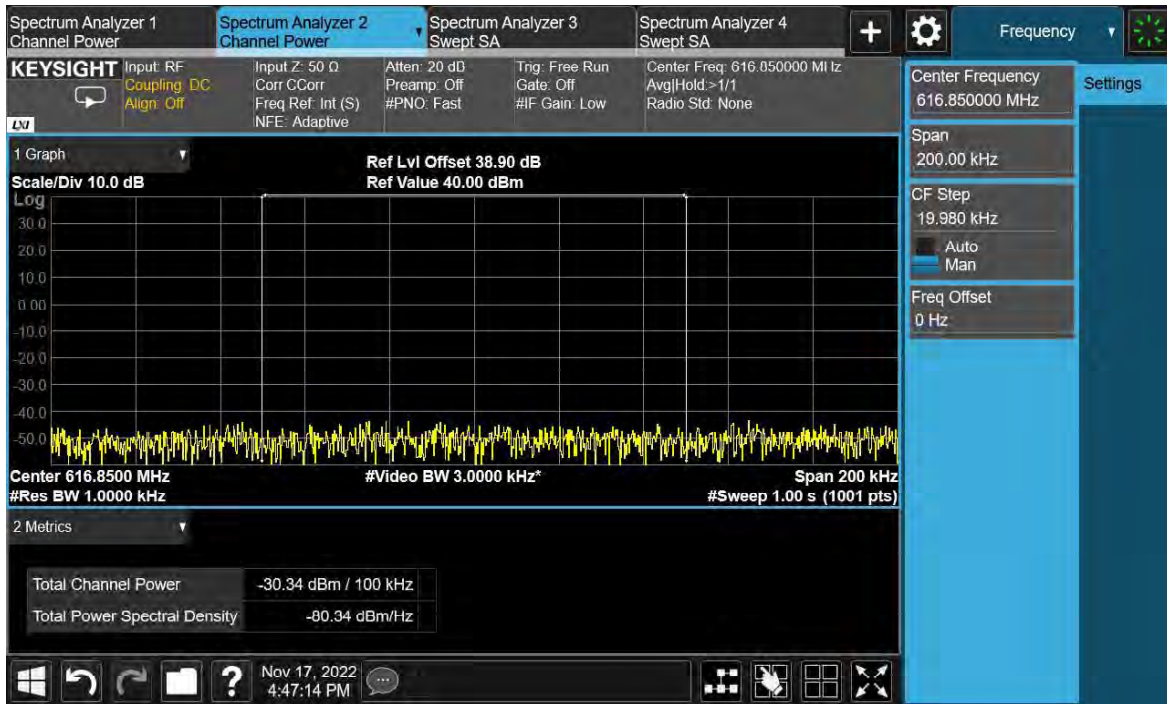 Spectrum Analyzer 1
Channel Power
Spectrum Analyzer 2
Channel Power
Spectrum Analyzer 3
Swept SA
Spectrum Analyzer 4
Swept SA
+
Frequency
KEYSIGHT
LXI
Input: RF
Coupling: DC
Align: Off
Input Z: 50 Ω
Corr CCorr
Freq Ref: Int (S)
NFE: Adaptive
Atten: 20 dB
Preamp: Off
#PNO: Fast
Trig: Free Run
Gate: Off
#IF Gain: Low
Center Freq: 616.850000 MHz
Avg|Hold:>1/1
Radio Std: None
Center Frequency
616.850000 MHz
Settings
Span
200.00 kHz
CF Step
19.980 kHz
Auto
Man
Freq Offset
0 Hz
1 Graph
Scale/Div 10.0 dB
Ref Lvl Offset 38.90 dB
Ref Value 40.00 dBm
Log
30.0
20.0
10.0
0.00
-10.0
-20.0
-30.0
-40.0
-50.0
Center 616.8500 MHz
#Video BW 3.0000 kHz*
Span 200 kHz
#Res BW 1.0000 kHz
#Sweep 1.00 s (1001 pts)
2 Metrics
Total Channel Power
-30.34 dBm / 100 kHz
Total Power Spectral Density
-80.34 dBm/Hz
?
Nov 17, 2022
4:47:14 PM